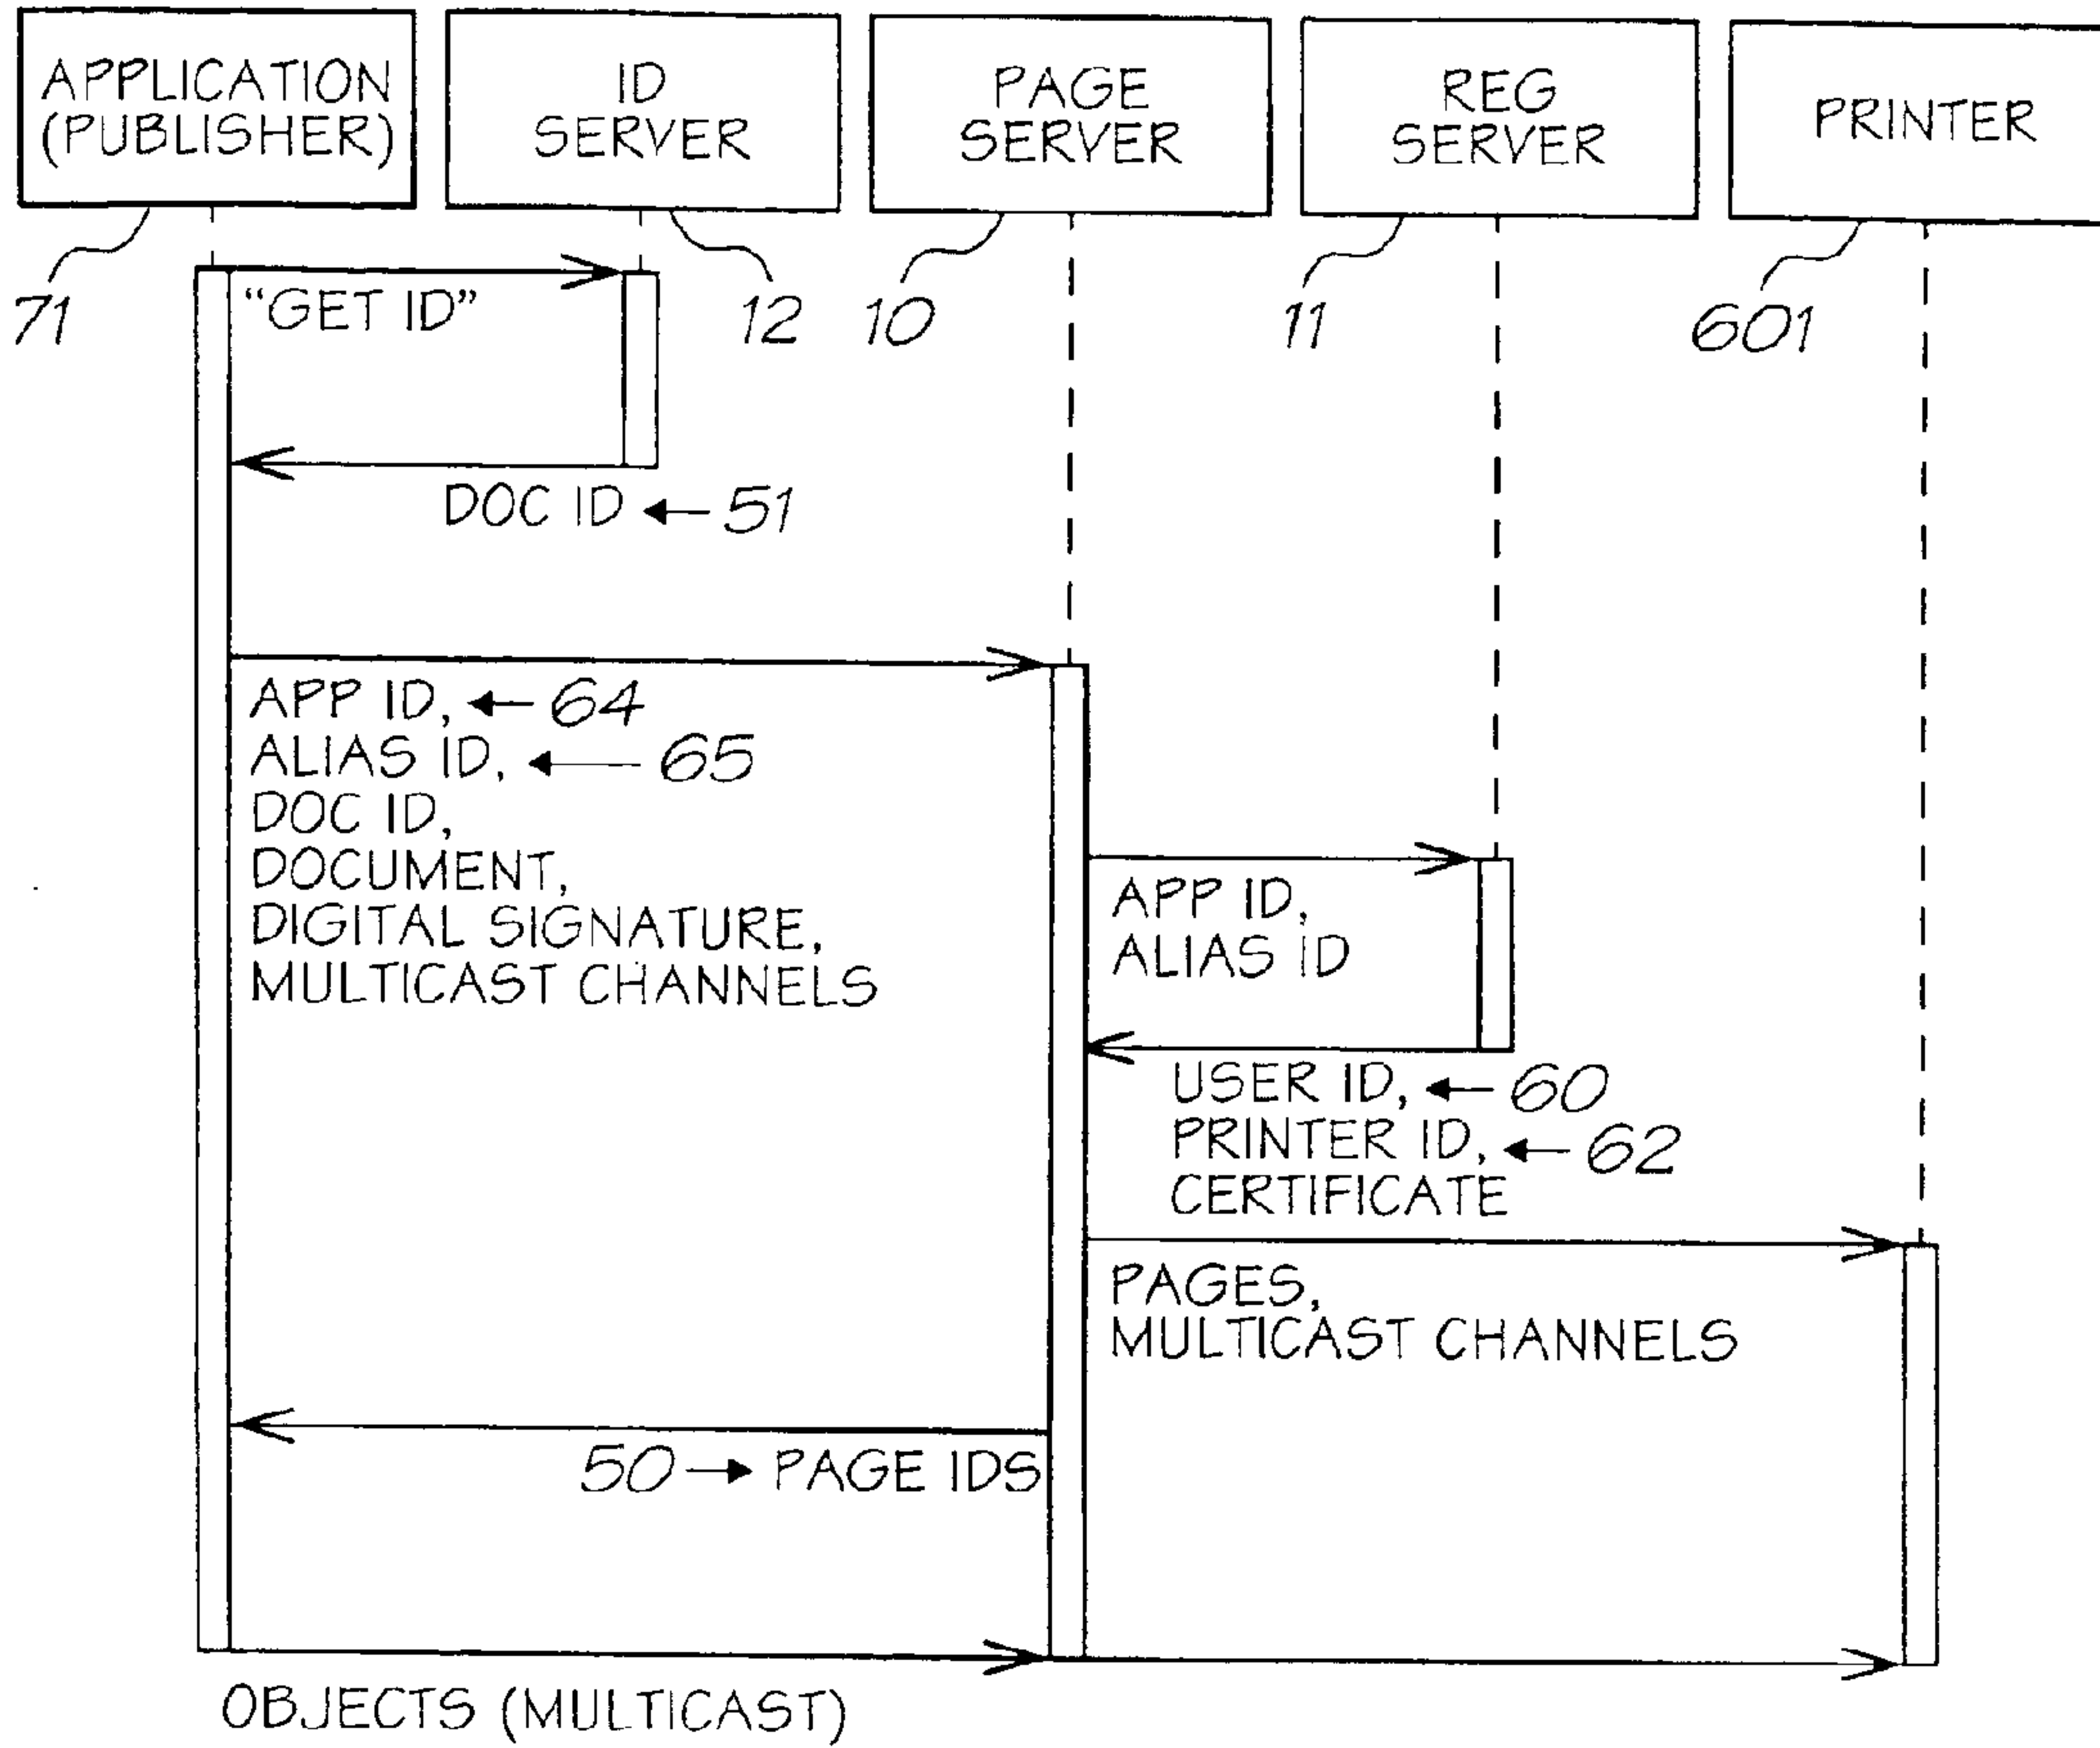 APPLICATION
(PUBLISHER)
ID
SERVER
PAGE
SERVER
REG
SERVER
PRINTER
71
12
10
11
601
"GET ID"
DOC ID 51
APP ID, 64
ALIAS ID, 65
DOC ID,
DOCUMENT,
DIGITAL SIGNATURE,
MULTICAST CHANNELS
APP ID,
ALIAS ID
USER ID, 60
PRINTER ID, 62
CERTIFICATE
PAGES,
MULTICAST CHANNELS
50 PAGE IDS
OBJECTS (MULTICAST)